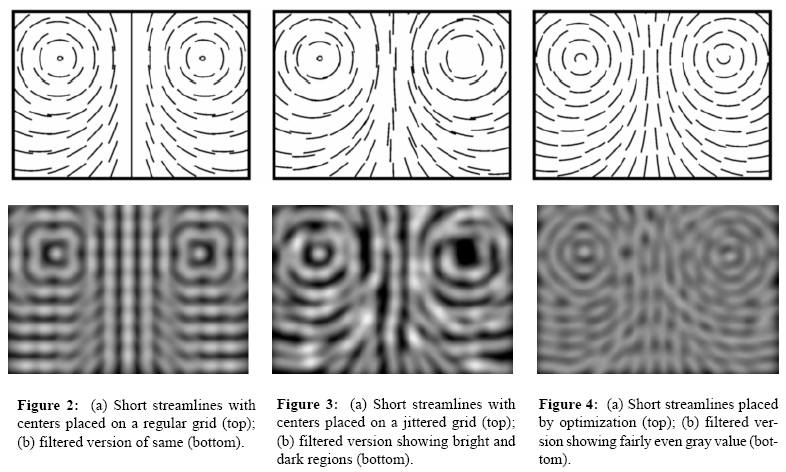 Figure 2: (a) Short streamlines with
centers placed on a regular grid (top);
(b) filtered version of same (bottom).
Figure 3: (a) Short streamlines with
centers placed on a jittered grid (top);
(b) filtered version showing bright and
dark regions (bottom).
Figure 4: (a) Short streamlines placed
by optimization (top); (b) filtered ver-
sion showing fairly even gray value (bot-
tom).